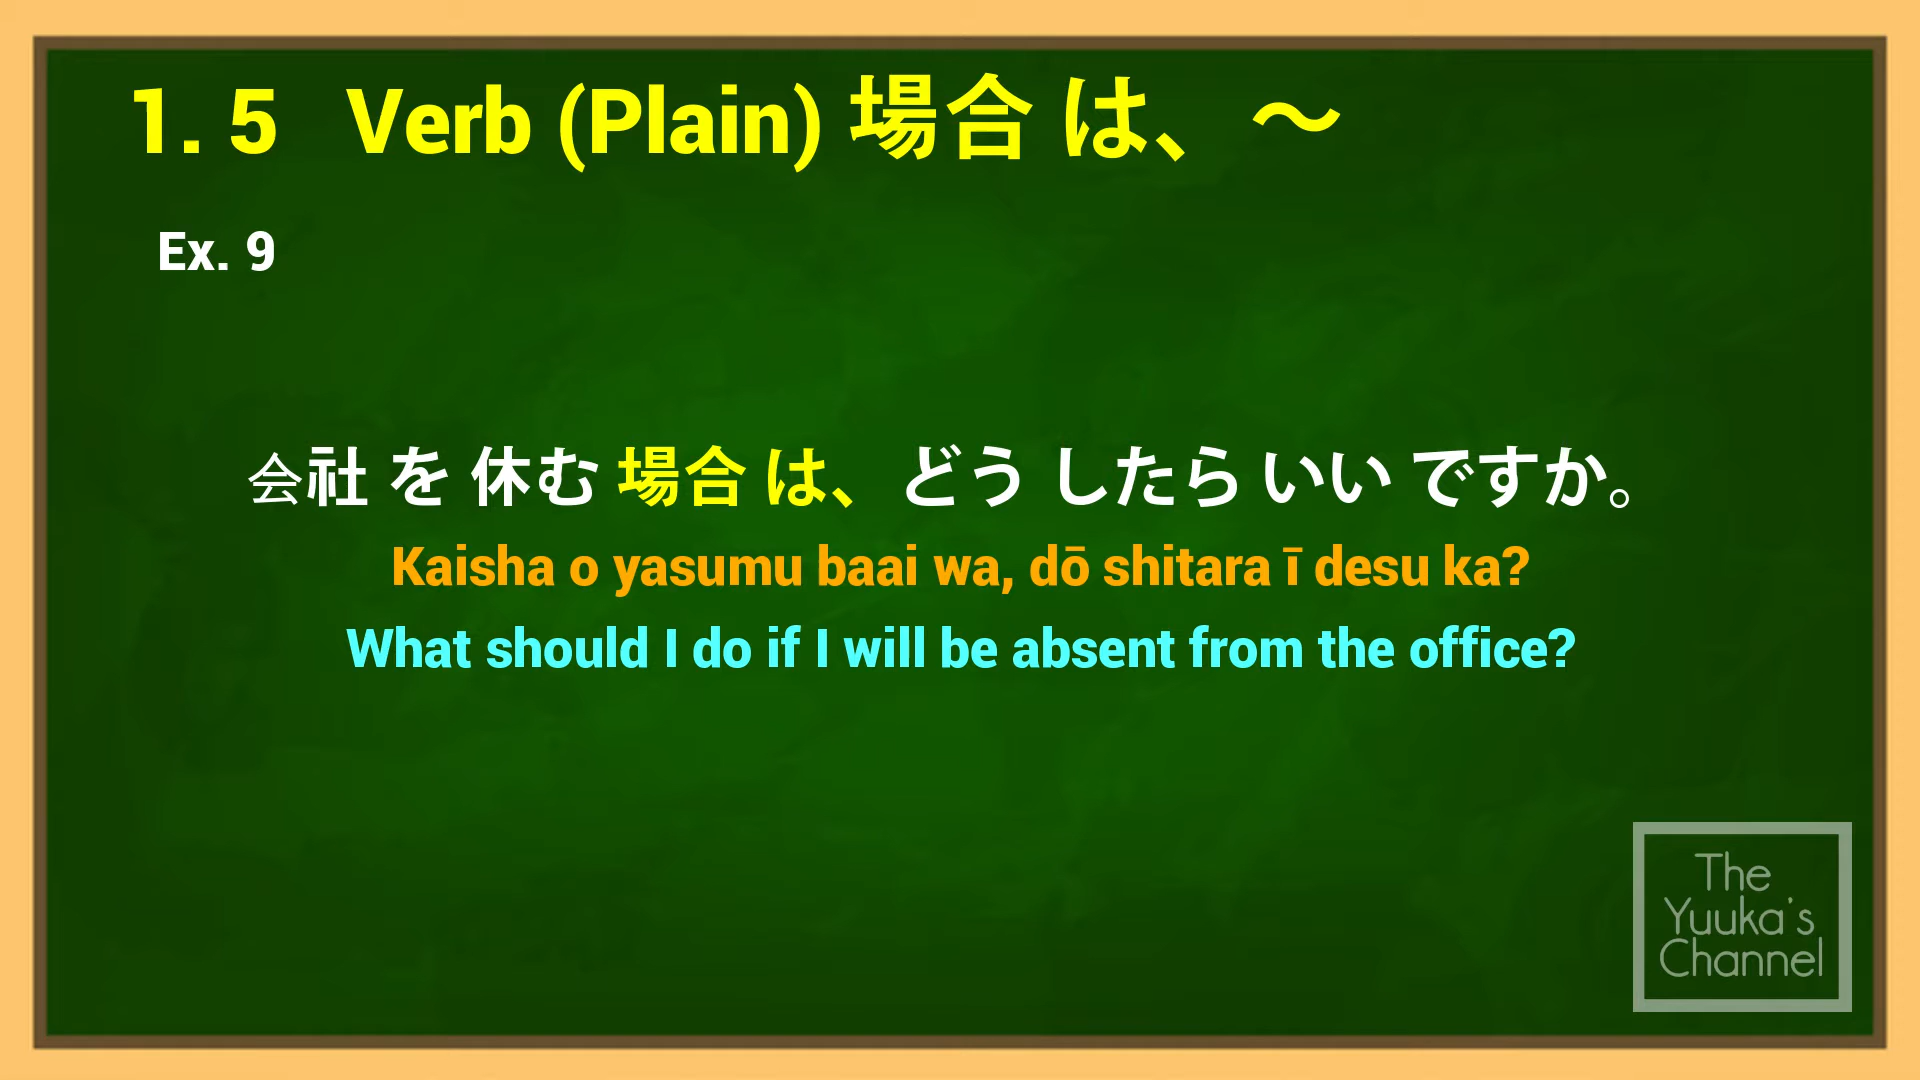 1. 5 Verb (Plain) 場合 は、～
Ex. 9
会社 を 休む 場合 は、どう したら いい ですか。
Kaisha o yasumu baai wa, dō shitara ī desu ka?
What should I do if I will be absent from the office?
The
Yuuka's
Channel